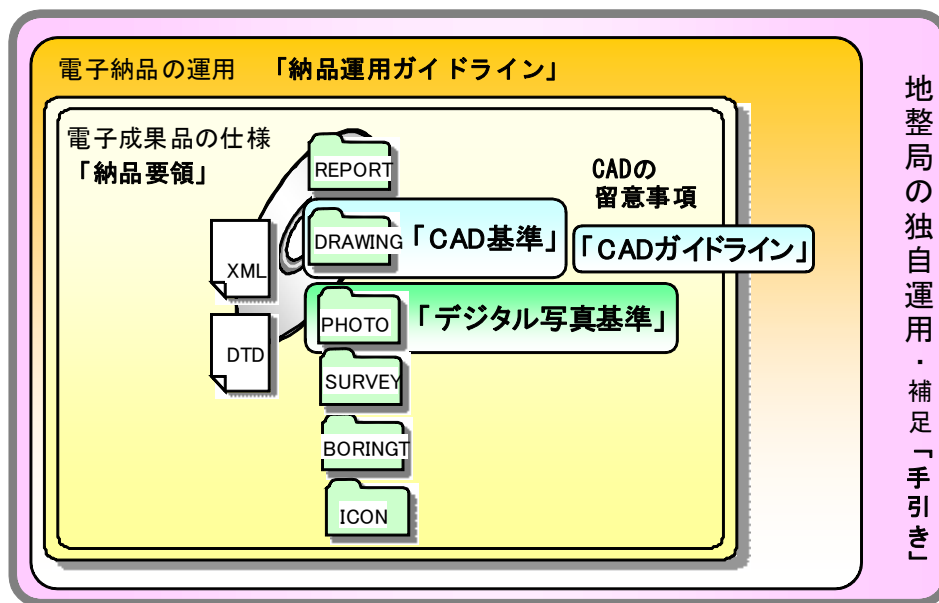 電子納品の運用 「納品運用ガイドライン」
電子成果品の仕様
「納品要領」
XML
DTD
REPORT
DRAWING
「CAD基準」
CADの
留意事項
「CADガイドライン」
PHOTO
「デジタル写真基準」
SURVEY
BORINGT
ICON
地整局の独自運用・補足「手引き」